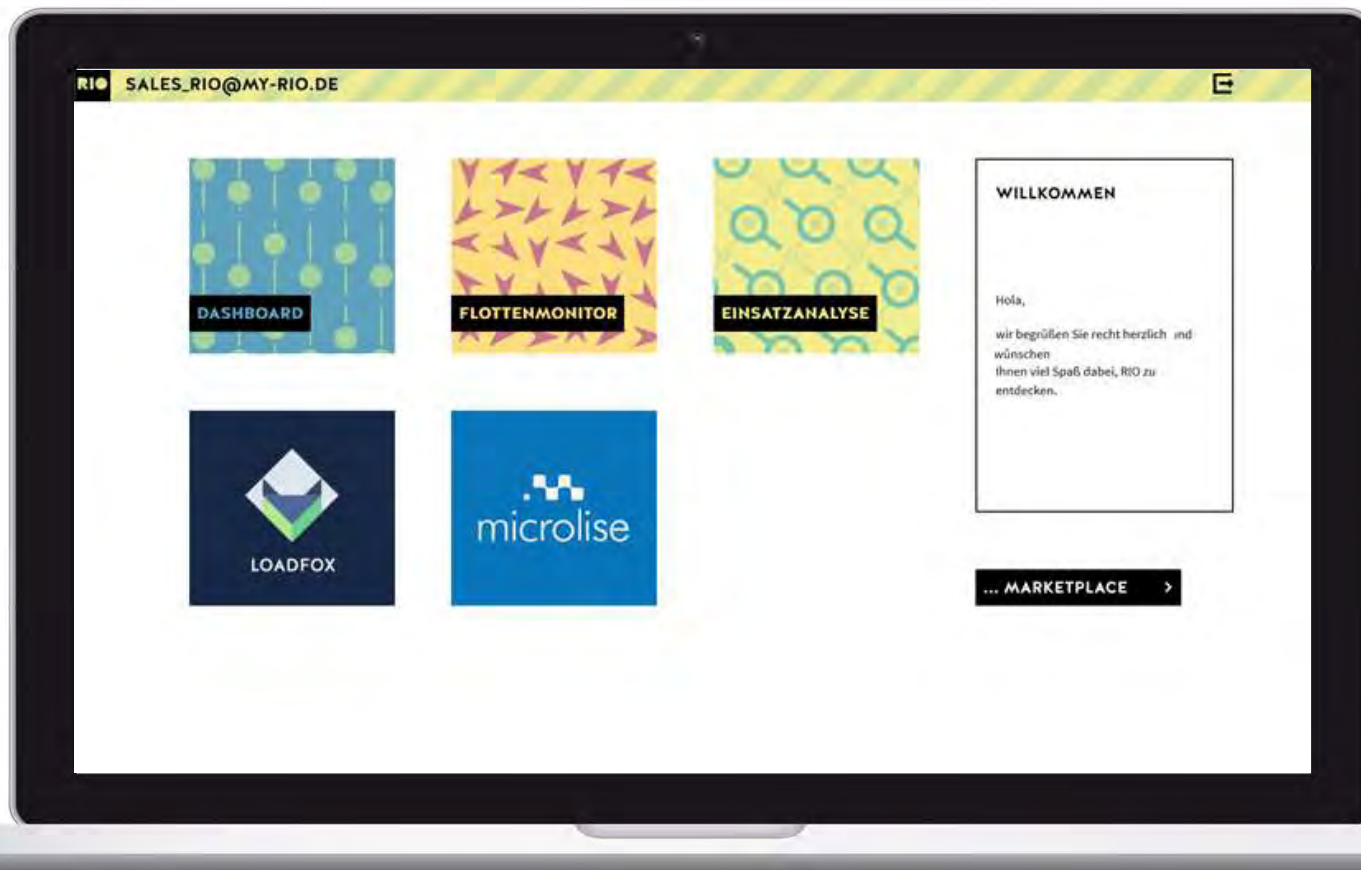 RIO SALES_RIO@MY-RIO.DE
DASHBOARD
FLOTTENMONITOR
EINSATZANALYSE
LOADFOX
microlise
WILLKOMMEN
Hola,
wir begrüßen Sie recht herzlich und
wünschen
Ihnen viel Spaß dabei, RIO zu
entdecken.
... MARKETPLACE >